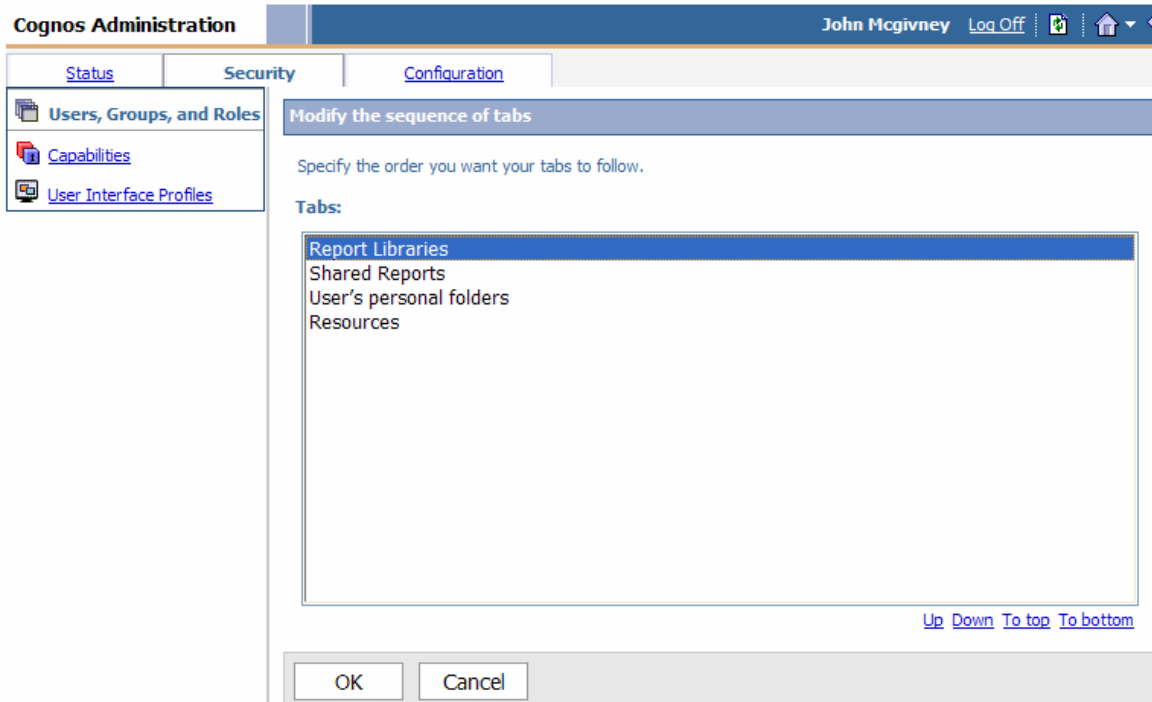 Cognos Administration
John Mcgivney Log Off
Status Security Configuration
Users, Groups, and Roles
Capabilities
User Interface Profiles
Modify the sequence of tabs
Specify the order you want your tabs to follow.
Tabs:
Report Libraries
Shared Reports
User's personal folders
Resources
Up Down To top To bottom
OK Cancel